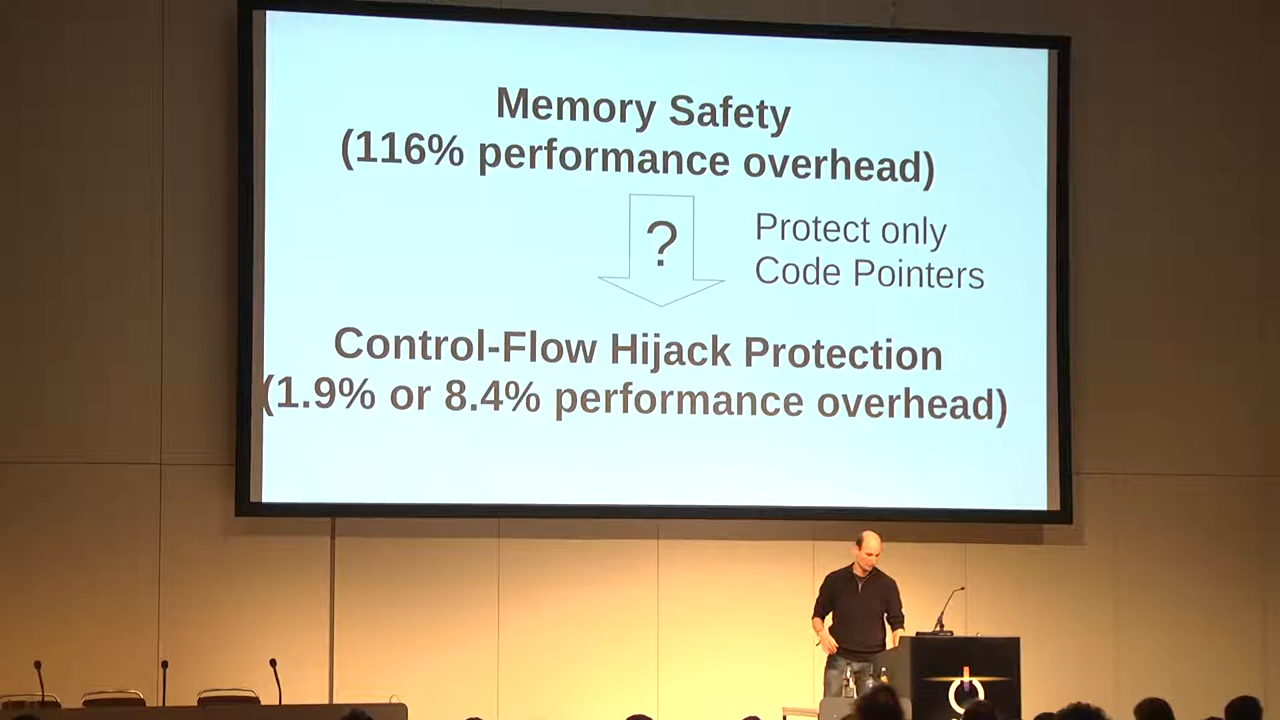 Memory Safety
(116% performance overhead)
?
Protect only
Code Pointers
Control-Flow Hijack Protection
(1.9% or 8.4% performance overhead)